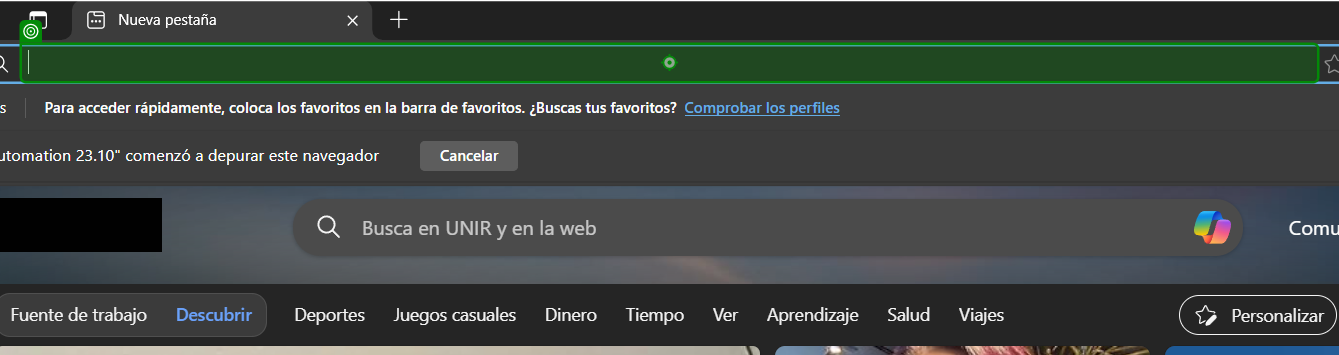 Nueva pestaña
s Para acceder rápidamente, coloca los favoritos en la barra de favoritos. ¿Buscas tus favoritos? Comprobar los perfiles
utomation 23.10" comenzó a depurar este navegador Cancelar
Busca en UNIR y en la web Comu
Fuente de trabajo Descubrir Deportes Juegos casuales Dinero Tiempo Ver Aprendizaje Salud Viajes Personalizar